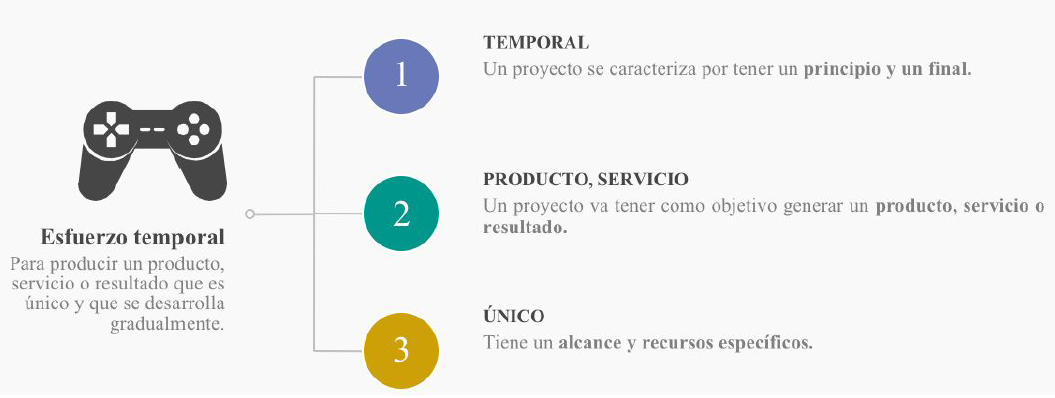 Esfuerzo temporal
Para producir un producto,
servicio o resultado que es
único y que se desarrolla
gradualmente.
1
TEMPORAL
Un proyecto se caracteriza por tener un principio y un final.
2
PRODUCTO, SERVICIO
Un proyecto va tener como objetivo generar un producto, servicio o
resultado.
3
ÚNICO
Tiene un alcance y recursos específicos.